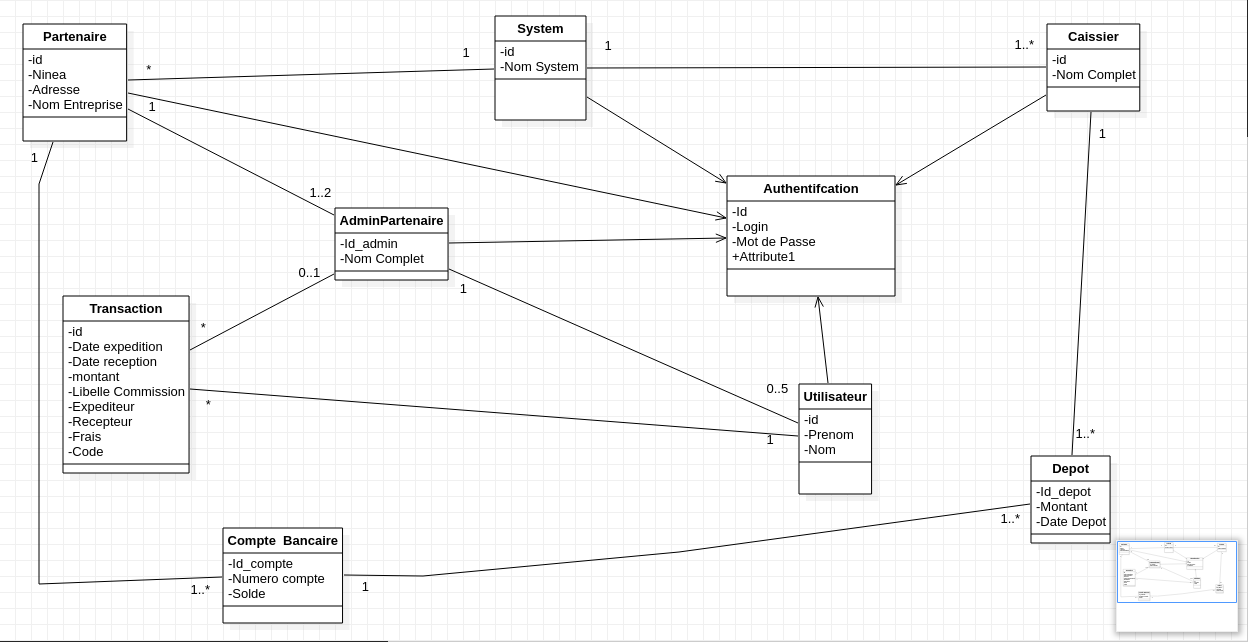 Partenaire
-id
-Ninea
-Adresse
-Nom Entreprise
*
1
1
1
System
-id
-Nom System
1
1
1..*
Caissier
-id
-Nom Complet
1
1..2
AdminPartenaire
-Id_admin
-Nom Complet
0..1
1
Authentifcation
-Id
-Login
-Mot de Passe
+Attribute1
Transaction
-id
-Date expedition
-Date reception
-montant
-Libelle Commission
-Expediteur
-Recepteur
-Frais
-Code
*
*
0..5
1
Utilisateur
-id
-Prenom
-Nom
1..*
Depot
-Id_depot
-Montant
-Date Depot
1..*
Compte Bancaire
-Id_compte
-Numero compte
-Solde
1..*
1